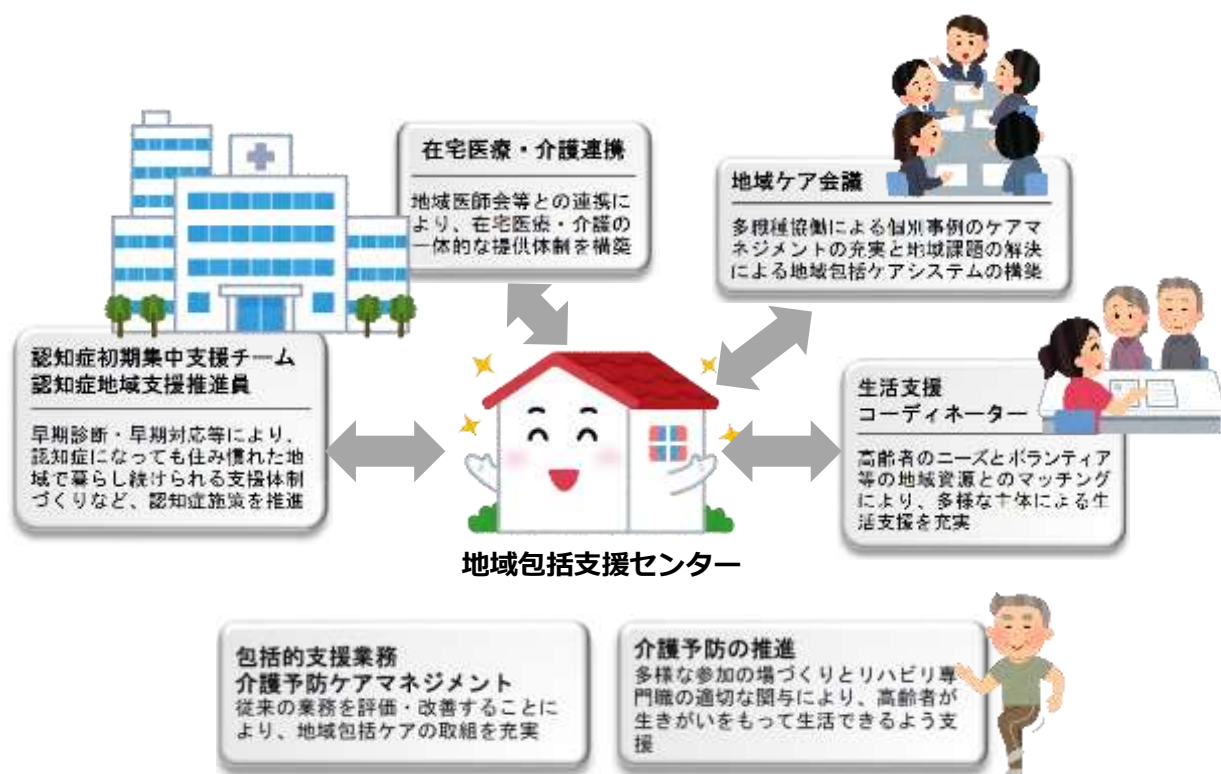 在宅医療・介護連携
地域医師会等との連携に
より、在宅医療・介護の
一体的な提供体制を構築
地域ケア会議
多職種協働による個別事例のケアマ
ネジメントの充実と地域課題の解決
による地域包括ケアシステムの構築
認知症初期集中支援チーム
認知症地域支援推進員
早期診断・早期対応等により、
認知症になっても住み慣れた地
域で暮らし続けられる支援体制
づくりなど、認知症施策を推進
生活支援
コーディネーター
高齢者のニーズとボランティア
等の地域資源とのマッチング
により、多様な主体による生
活支援を充実
地域包括支援センター
包括的支援業務
介護予防ケアマネジメント
従来の業務を評価・改善することに
より、地域包括ケアの取組を充実
介護予防の推進
多様な参加の場づくりとリハビリ専
門職の適切な関与により、高齢者が
生きがいをもって生活できるよう支
援